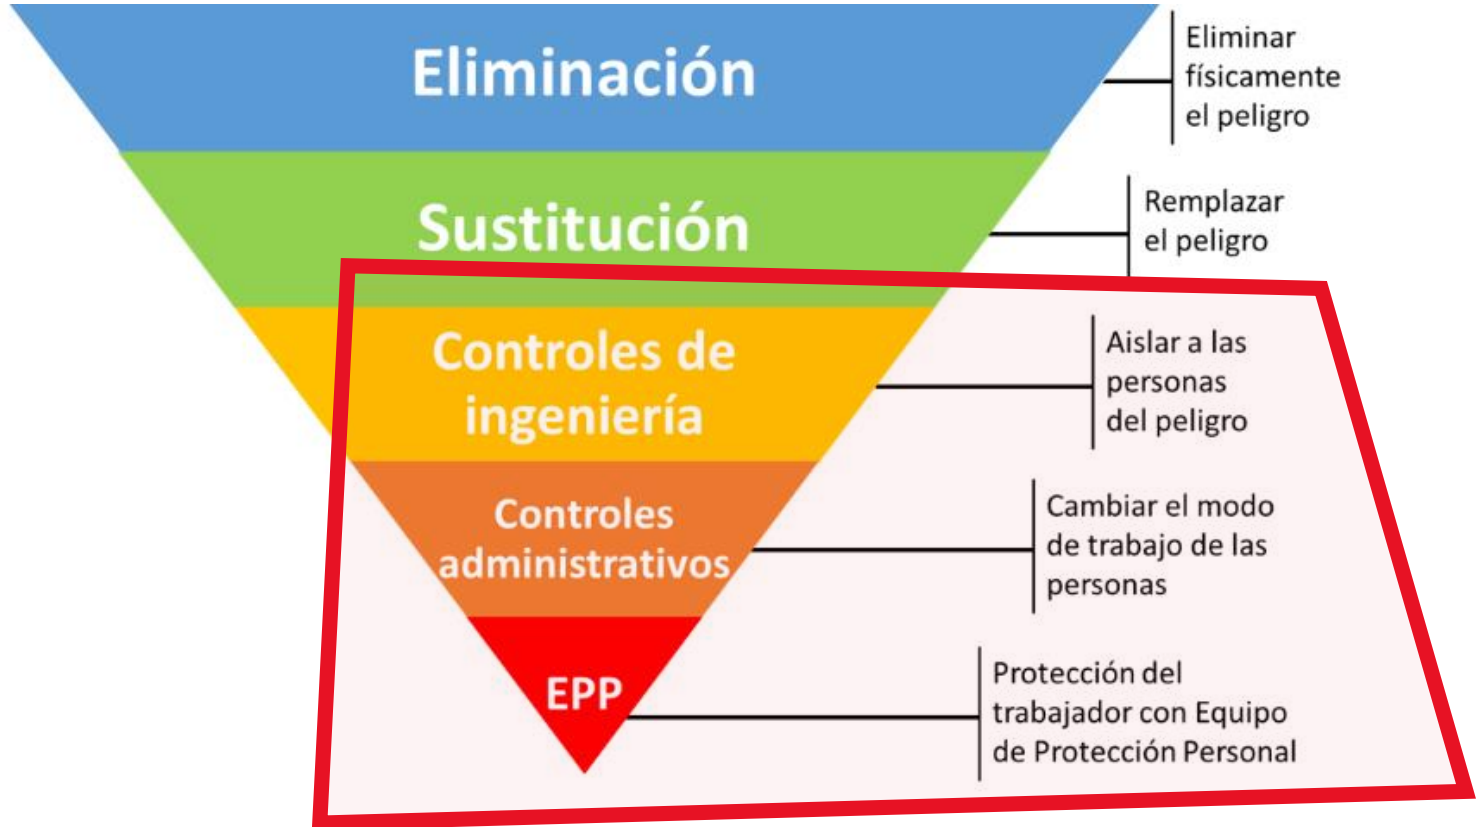 Eliminación
Eliminar
físicamente
el peligro
Sustitución
Remplazar
el peligro
Controles de
ingeniería
Aislar a las
personas
del peligro
Controles
administrativos
Cambiar el modo
de trabajo de las
personas
EPP
Protección del
trabajador con Equipo
de Protección Personal